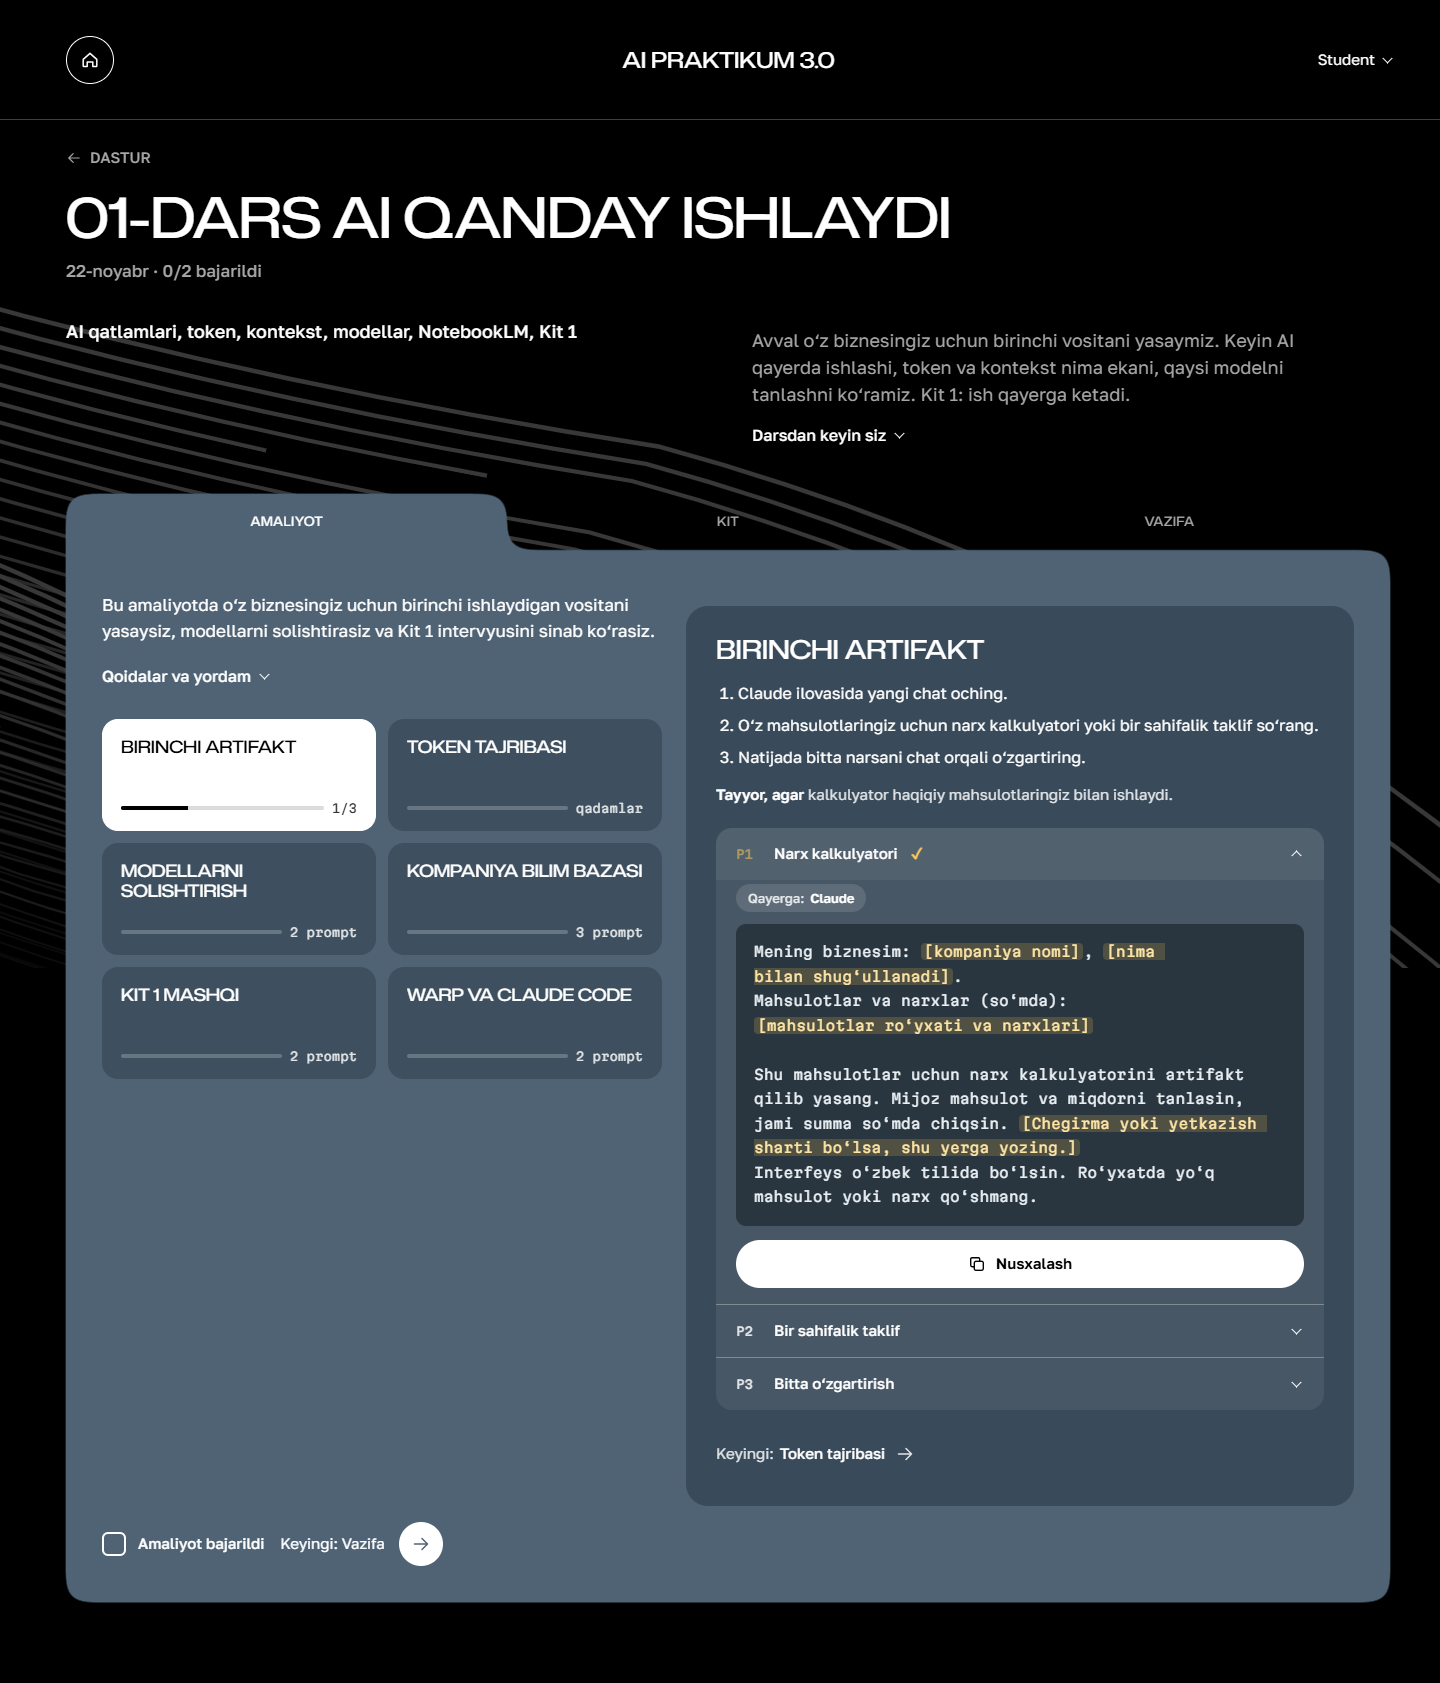 AI PRAKTIKUM 3.0
Student
DASTUR
01-DARS AI QANDAY ISHLAYDI
22-noyabr · 0/2 bajarildi
AI qatlamlari, token, kontekst, modellar, NotebookLM, Kit 1
Avval o‘z biznesingiz uchun birinchi vositani yasaymiz. Keyin AI
qayerda ishlashi, token va kontekst nima ekani, qaysi modelni
tanlashni ko‘ramiz. Kit 1: ish qayerga ketadi.
Darsdan keyin siz
AMALIYOT
KIT
VAZIFA
Bu amaliyotda o‘z biznesingiz uchun birinchi ishlaydigan vositani
yasaysiz, modellarni solishtirasiz va Kit 1 intervyusini sinab ko‘rasiz.
Qoidalar va yordam
BIRINCHI ARTIFAKT
1/3
TOKEN TAJRIBASI
qadamlar
MODELLARNI
SOLISHTIRISH
2 prompt
KOMPANIYA BILIM BAZASI
3 prompt
KIT 1 MASHQI
2 prompt
WARP VA CLAUDE CODE
2 prompt
BIRINCHI ARTIFAKT
1. Claude ilovasida yangi chat oching.
2. O‘z mahsulotlaringiz uchun narx kalkulyatori yoki bir sahifalik taklif so‘rang.
3. Natijada bitta narsani chat orqali o‘zgartiring.
Tayyor, agar kalkulyator haqiqiy mahsulotlaringiz bilan ishlaydi.
P1 Narx kalkulyatori ✓
Qayerga: Claude
Mening biznesim: [kompaniya nomi], [nima
bilan shug‘ullanadi].
Mahsulotlar va narxlar (so‘mda):
[mahsulotlar ro‘yxati va narxlari]
Shu mahsulotlar uchun narx kalkulyatorini artifakt
qilib yasang. Mijoz mahsulot va miqdorni tanlasin,
jami summa so‘mda chiqsin. [Chegirma yoki yetkazish
sharti bo‘lsa, shu yerga yozing.]
Interfeys o‘zbek tilida bo‘lsin. Ro‘yxatda yo‘q
mahsulot yoki narx qo‘shmang.
Nusxalash
P2 Bir sahifalik taklif
P3 Bitta o‘zgartirish
Keyingi: Token tajribasi
Amaliyot bajarildi
Keyingi: Vazifa